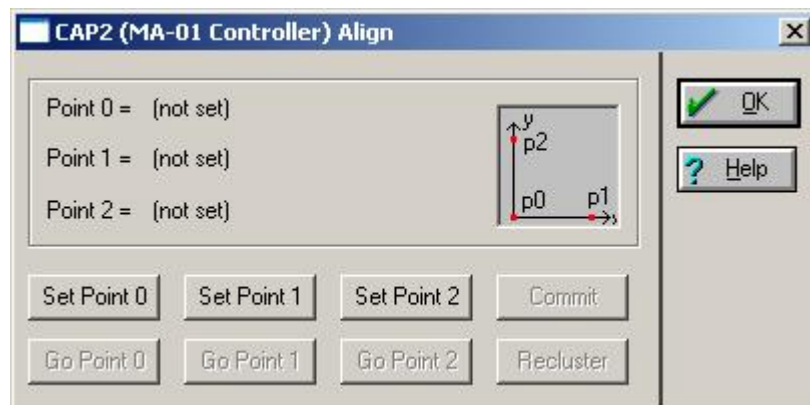 CAP2 (MA-01 Controller) Align
Point 0 = (not set)
Point 1 = (not set)
Point 2 = (not set)
y
p2
p0 p1
x
OK
? Help
Set Point 0 Set Point 1 Set Point 2 Commit
Go Point 0 Go Point 1 Go Point 2 Recluster